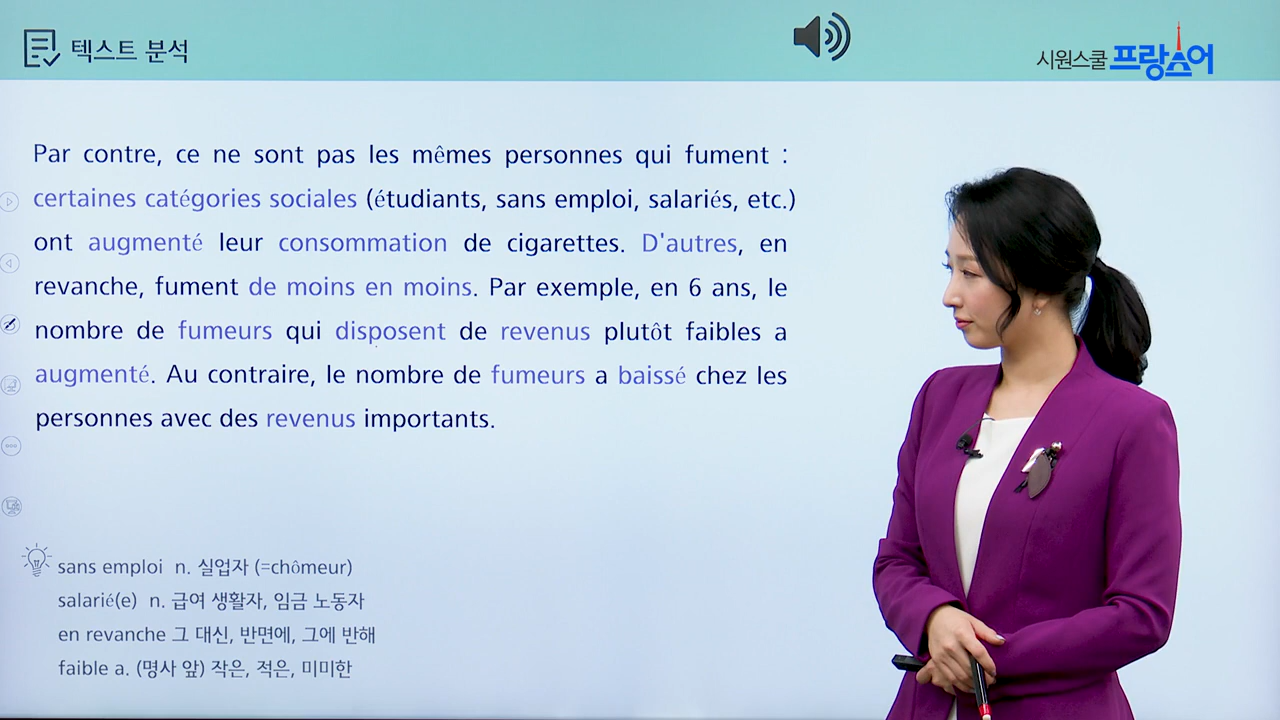 텍스트 분석
시원스쿨 프랑스어
Par contre, ce ne sont pas les mêmes personnes qui fument :
certaines catégories sociales (étudiants, sans emploi, salariés, etc.)
ont augmenté leur consommation de cigarettes. D'autres, en
revanche, fument de moins en moins. Par exemple, en 6 ans, le
nombre de fumeurs qui disposent de revenus plutôt faibles a
augmenté. Au contraire, le nombre de fumeurs a baissé chez les
personnes avec des revenus importants.
sans emploi n. 실업자 (=chômeur)
salarié(e) n. 급여 생활자, 임금 노동자
en revanche 그 대신, 반면에, 그에 반해
faible a. (명사 앞) 작은, 적은, 미미한